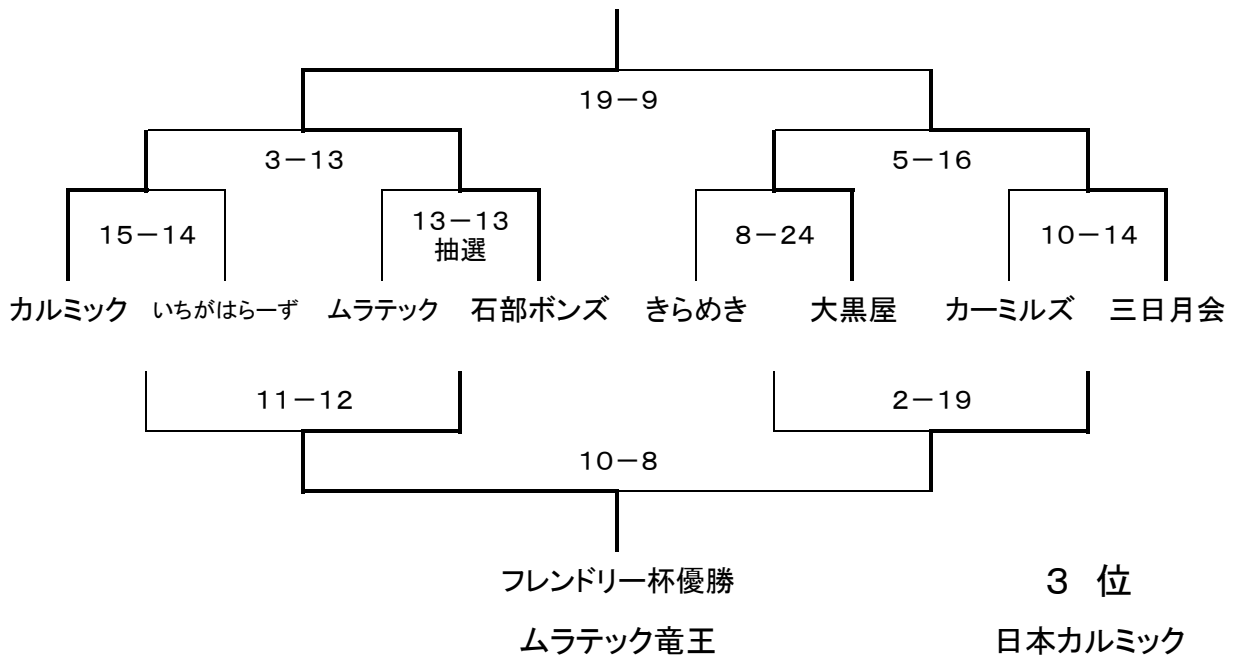 19－9
3－13
5－16
15－14
13－13
抽選
8－24
10－14
カルミック いちがはらーず ムラテック 石部ボンズ きらめき 大黒屋 カーミルズ 三日月会
11－12
2－19
10－8
フレンドリー杯優勝
3 位
ムラテック竜王
日本カルミック